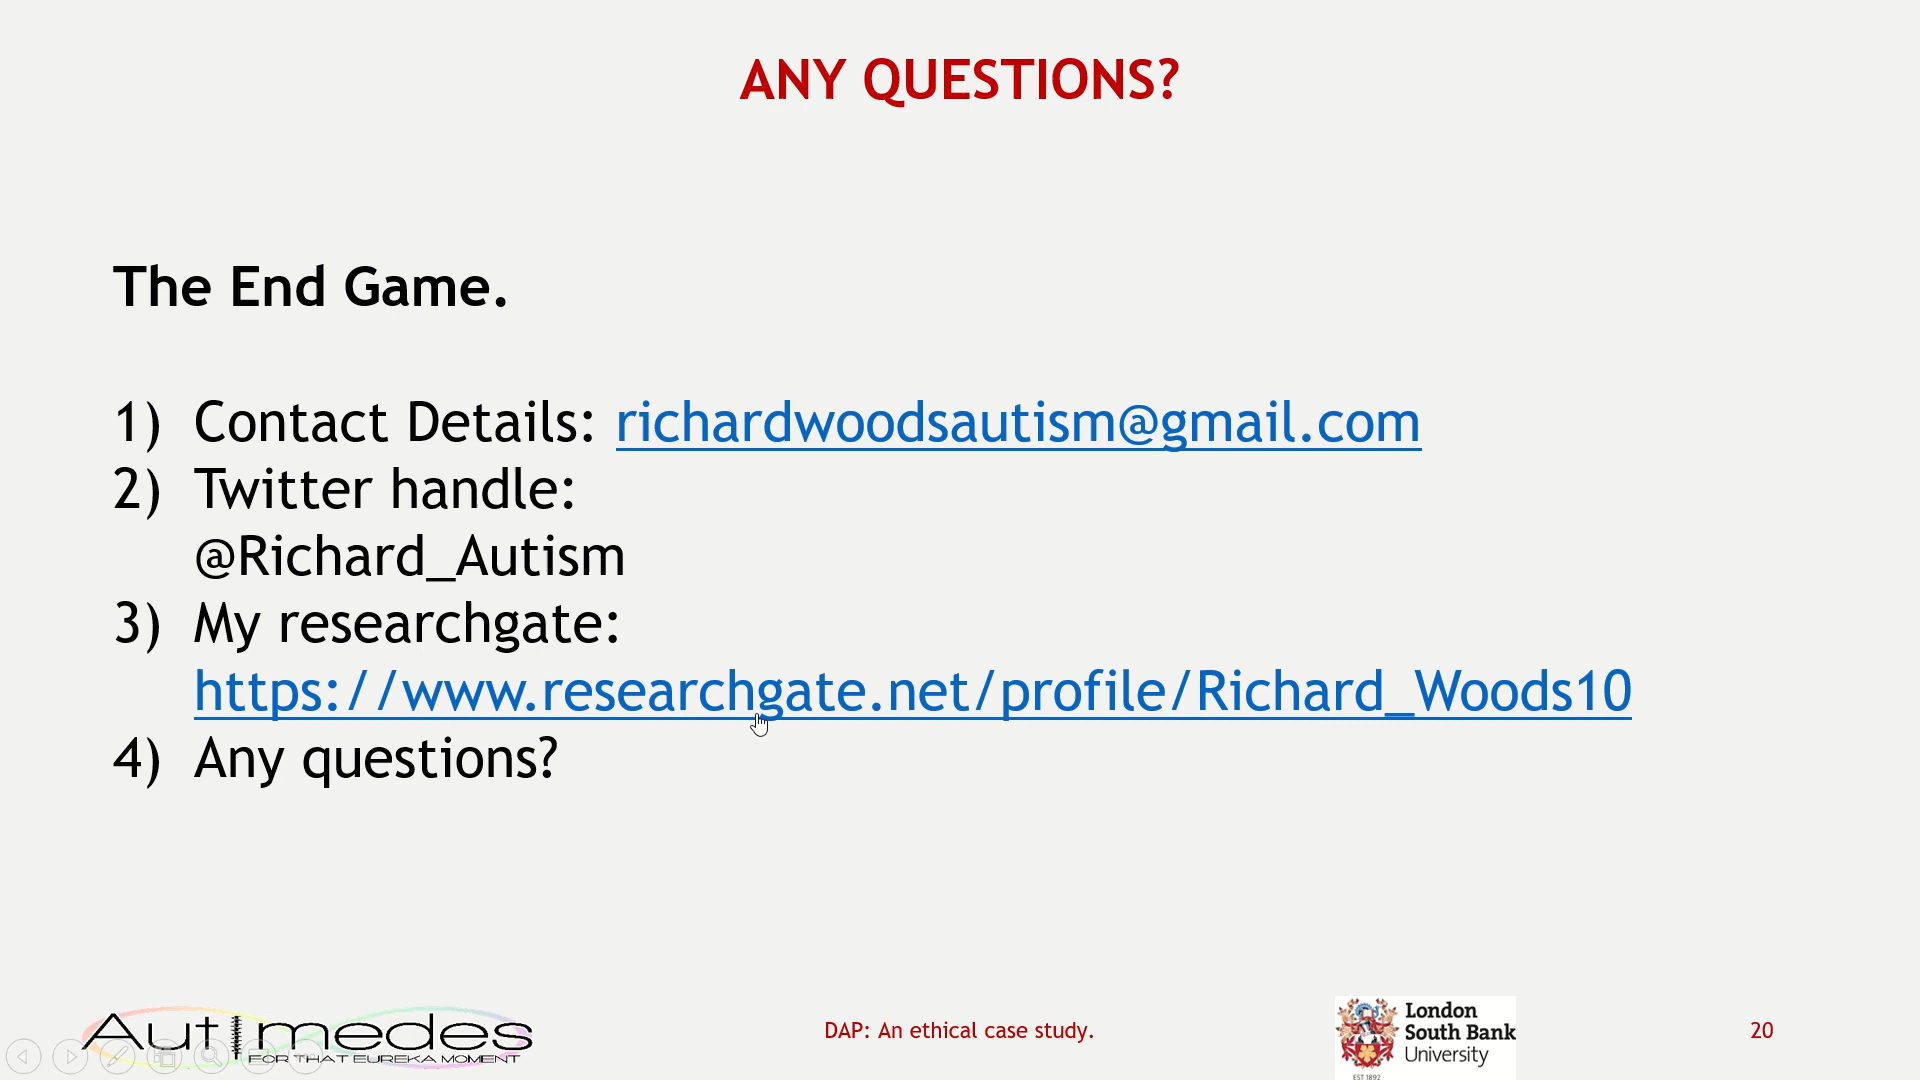 ANY QUESTIONS?
The End Game.
1) Contact Details: richardwoodsautism@gmail.com
2) Twitter handle:
@Richard_Autism
3) My researchgate:
https://www.researchgate.net/profile/Richard_Woods10
4) Any questions?
Autimedes
FOR THAT EUREKA MOMENT
DAP: An ethical case study.
London
South Bank
University
EST 1892
20